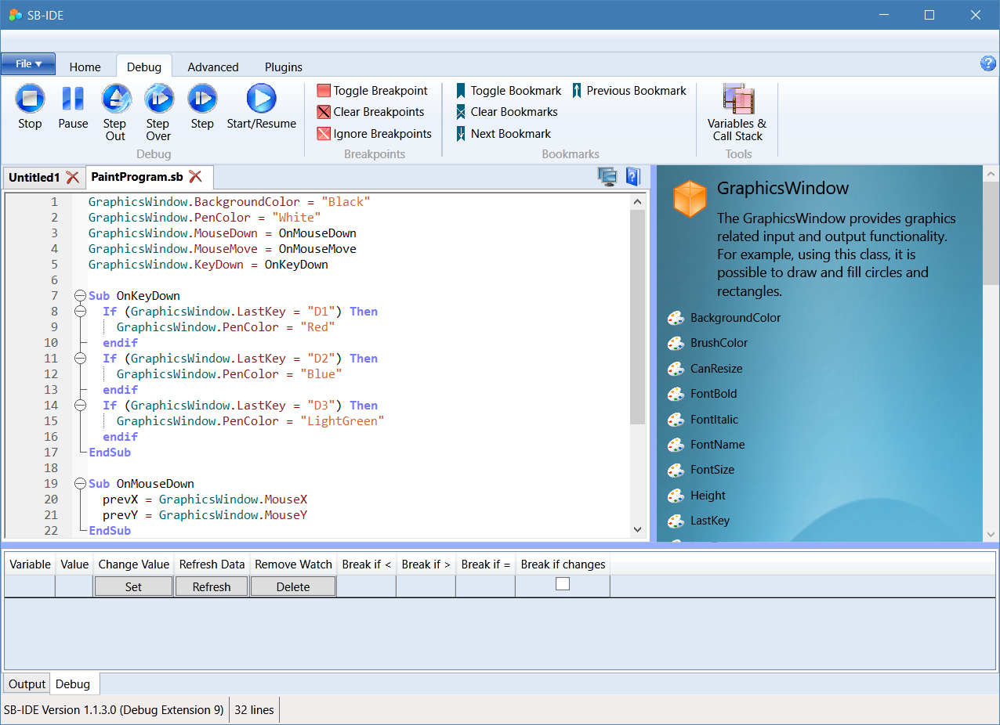 SB-IDE
File
Home
Debug
Advanced
Plugins
Stop
Pause
Step Out
Step Over
Step
Start/Resume
Debug
Toggle Breakpoint
Clear Breakpoints
Ignore Breakpoints
Breakpoints
Toggle Bookmark
Previous Bookmark
Clear Bookmarks
Next Bookmark
Bookmarks
Variables & Call Stack
Tools
Untitled1
PaintProgram.sb
1 GraphicsWindow.BackgroundColor = "Black"
2 GraphicsWindow.PenColor = "White"
3 GraphicsWindow.MouseDown = OnMouseDown
4 GraphicsWindow.MouseMove = OnMouseMove
5 GraphicsWindow.KeyDown = OnKeyDown
6
7 Sub OnKeyDown
8 If (GraphicsWindow.LastKey = "D1") Then
9 GraphicsWindow.PenColor = "Red"
10 endif
11 If (GraphicsWindow.LastKey = "D2") Then
12 GraphicsWindow.PenColor = "Blue"
13 endif
14 If (GraphicsWindow.LastKey = "D3") Then
15 GraphicsWindow.PenColor = "LightGreen"
16 endif
17 EndSub
18
19 Sub OnMouseDown
20 prevX = GraphicsWindow.MouseX
21 prevY = GraphicsWindow.MouseY
22 EndSub
GraphicsWindow
The GraphicsWindow provides graphics
related input and output functionality.
For example, using this class, it is
possible to draw and fill circles and
rectangles.
BackgroundColor
BrushColor
CanResize
FontBold
FontItalic
FontName
FontSize
Height
LastKey
Variable Value Change Value Refresh Data Remove Watch Break if < Break if > Break if = Break if changes
Set Refresh Delete
Output Debug
SB-IDE Version 1.1.3.0 (Debug Extension 9) 32 lines